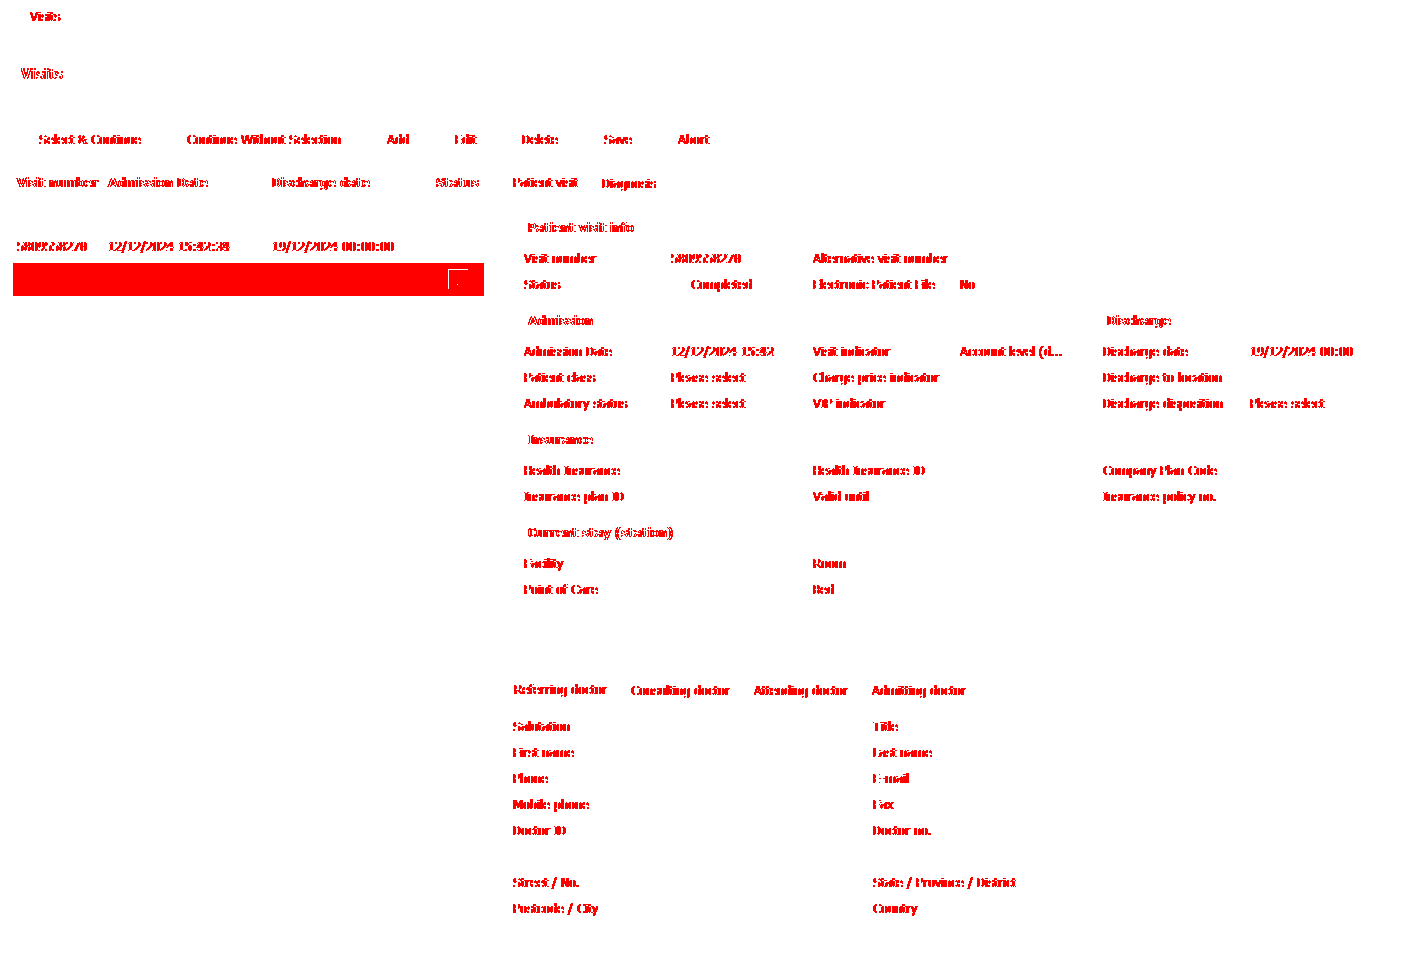 Visits
Visits
Select & Continue Continue Without Selection Add Edit Delete Save Abort
Visit number Admission Date Discharge date Status Patient visit Diagnosis
Patient visit info
12/12/2024 15:42:34 19/12/2024 00:00:00
Visit number Alternative visit number
Status Completed Electronic Patient File No
Admission Discharge
Admission Date 12/12/2024 15:42 Visit indicator Account level (d... Discharge date 19/12/2024 00:00
Patient class Please select Charge price indicator Discharge to location
Ambulatory status Please select VIP indicator Discharge disposition Please select
Insurance
Health Insurance Health Insurance ID Company Plan Code
Insurance plan ID Valid until Insurance policy no.
Current stay (station)
Facility Room
Point of Care Bed
Referring doctor Consulting doctor Attending doctor Admitting doctor
Salutation Title
First name Last name
Phone E-mail
Mobile phone Fax
Doctor ID Doctor no.
Street / No. State / Province / District
Postcode / City Country